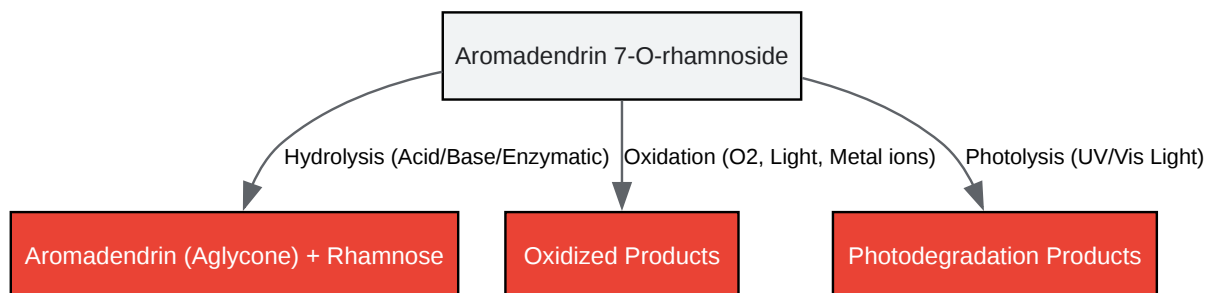 Aromadendrin 7-O-rhamnoside
Hydrolysis (Acid/Base/Enzymatic)
Oxidation (O2, Light, Metal ions)
Photolysis (UV/Vis Light)
Aromadendrin (Aglycone) + Rhamnose
Oxidized Products
Photodegradation Products